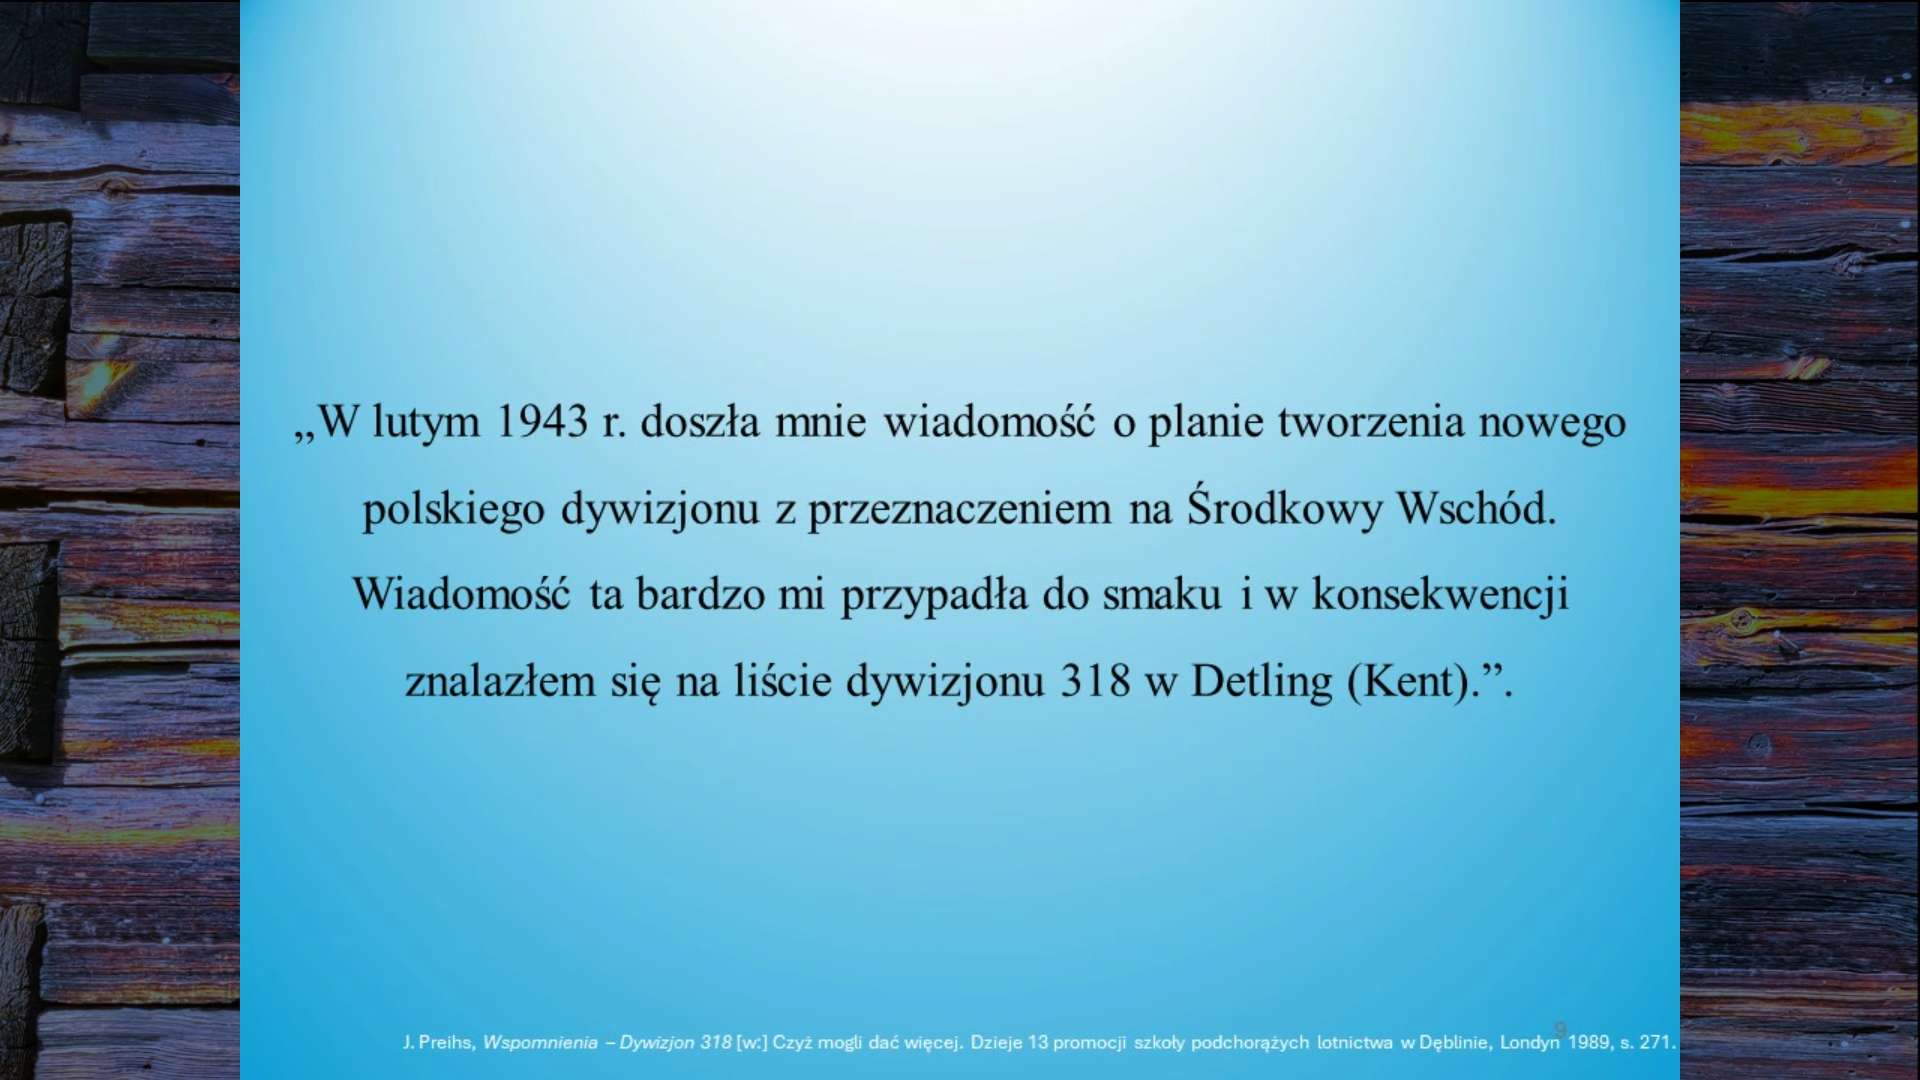 „W lutym 1943 r. doszła mnie wiadomość o planie tworzenia nowego
polskiego dywizjonu z przeznaczeniem na Środkowy Wschód.
Wiadomość ta bardzo mi przypadła do smaku i w konsekwencji
znalazłem się na liście dywizjonu 318 w Detling (Kent).”.
9
J. Preihs, Wspomnienia – Dywizjon 318 [w:] Czyż mogli dać więcej. Dzieje 13 promocji szkoły podchorążych lotnictwa w Dęblinie, Londyn 1989, s. 271.